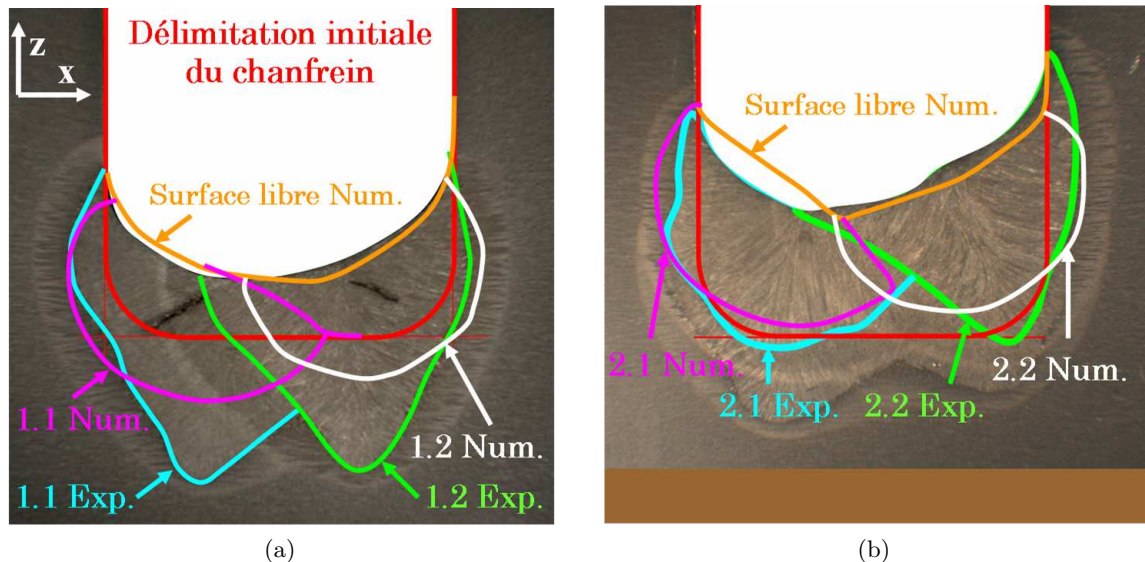 Délimitation initiale
du chanfrein
z
x
Surface libre Num.
1.1 Num.
1.2 Num.
1.1 Exp.
1.2 Exp.
(a)
Surface libre Num.
2.1 Num.
2.2 Num.
2.1 Exp.
2.2 Exp.
(b)